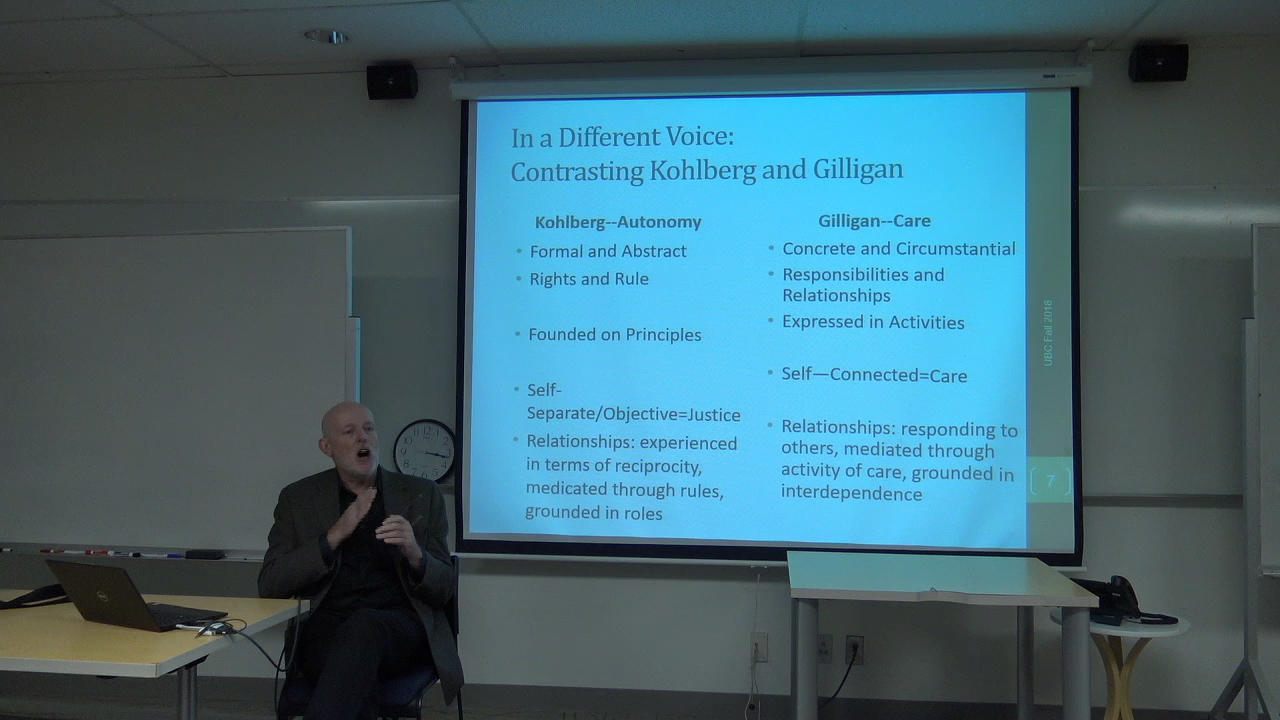 In a Different Voice:
Contrasting Kohlberg and Gilligan
Kohlberg--Autonomy
• Formal and Abstract
• Rights and Rule
• Founded on Principles
• Self-
Separate/Objective=Justice
• Relationships: experienced
in terms of reciprocity,
medicated through rules,
grounded in roles
Gilligan--Care
• Concrete and Circumstantial
• Responsibilities and
Relationships
• Expressed in Activities
• Self—Connected=Care
• Relationships: responding to
others, mediated through
activity of care, grounded in
interdependence
UBC Fall 2018
7